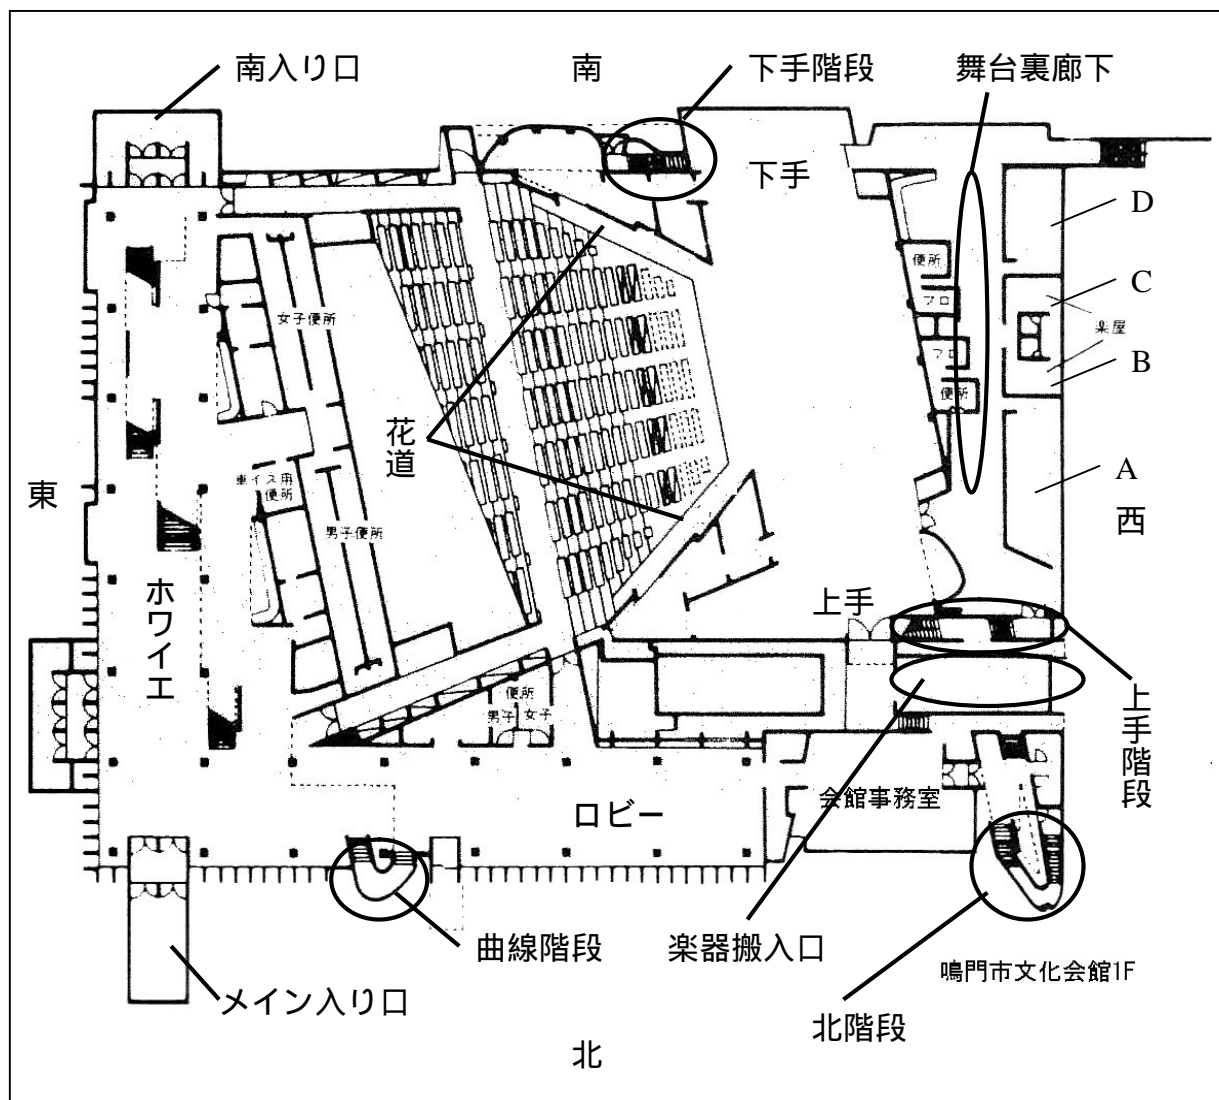 南入り口
南
下手階段
舞台裏廊下
下手
D
便所
C
フロ
楽屋
女子便所
フロ
B
便所
花道
A
車イス用
便所
東
西
男子便所
ホワイエ
上手
便所
男子 女子
上手階段
会館事務室
ロビー
曲線階段
楽器搬入口
鳴門市文化会館1F
メイン入り口
北階段
北